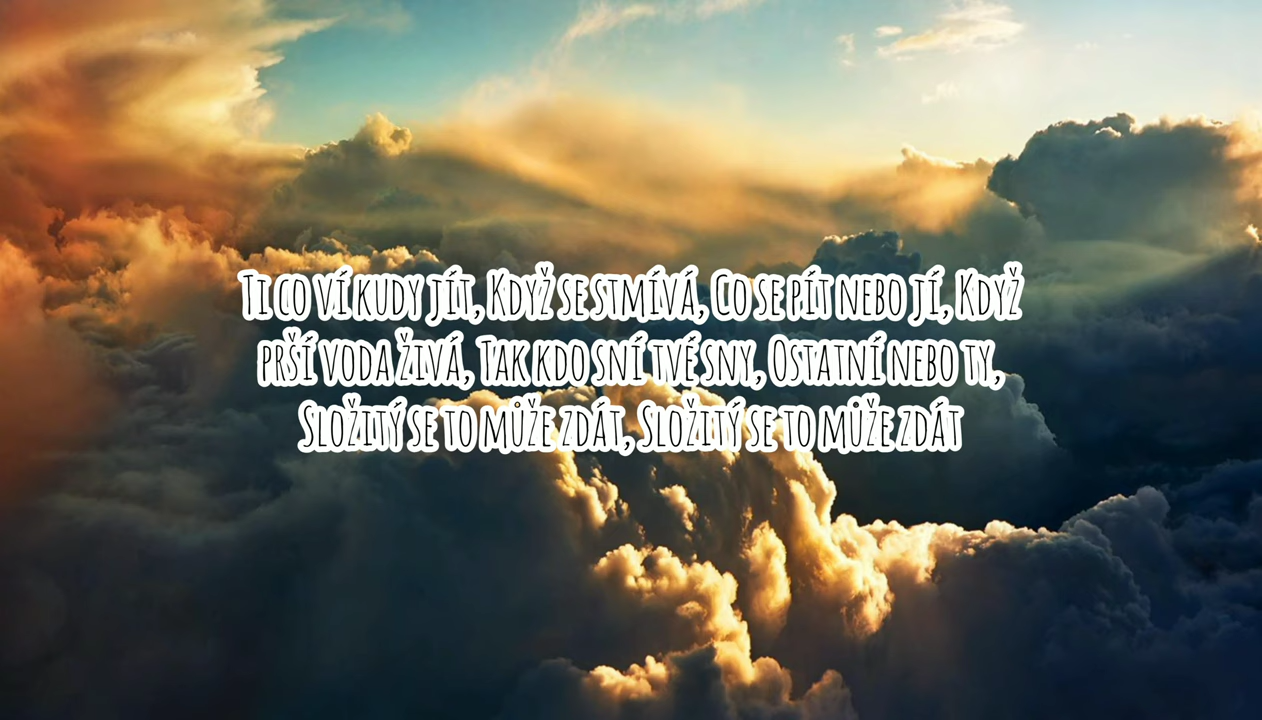 Ti co ví kudy jít, Když se stmívá, Co se pít nebo jí, Když
prší voda živá, Tak kdo sní tvé sny, Ostatní nebo ty,
Složitý se to může zdát, Složitý se to může zdát